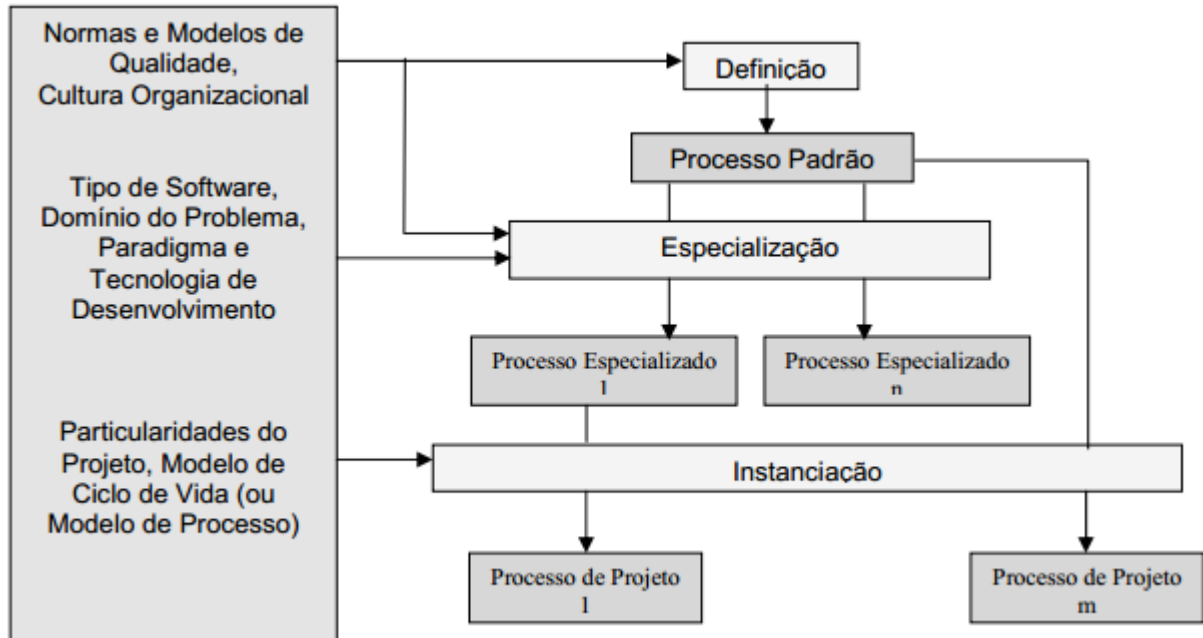 Normas e Modelos de
Qualidade,
Cultura Organizacional
Tipo de Software,
Domínio do Problema,
Paradigma e
Tecnologia de
Desenvolvimento
Particularidades do
Projeto, Modelo de
Ciclo de Vida (ou
Modelo de Processo)
Definição
Processo Padrão
Especialização
Processo Especializado
1
Processo Especializado
n
Instanciação
Processo de Projeto
1
Processo de Projeto
m